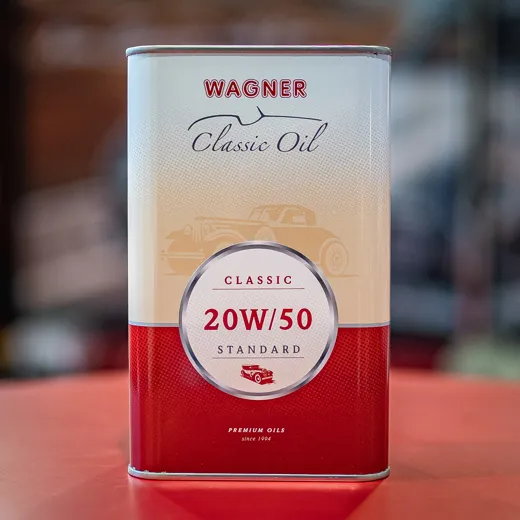 WAGNER
Classic Oil
CLASSIC
20W/50
STANDARD
PREMIUM OILS
since 1994